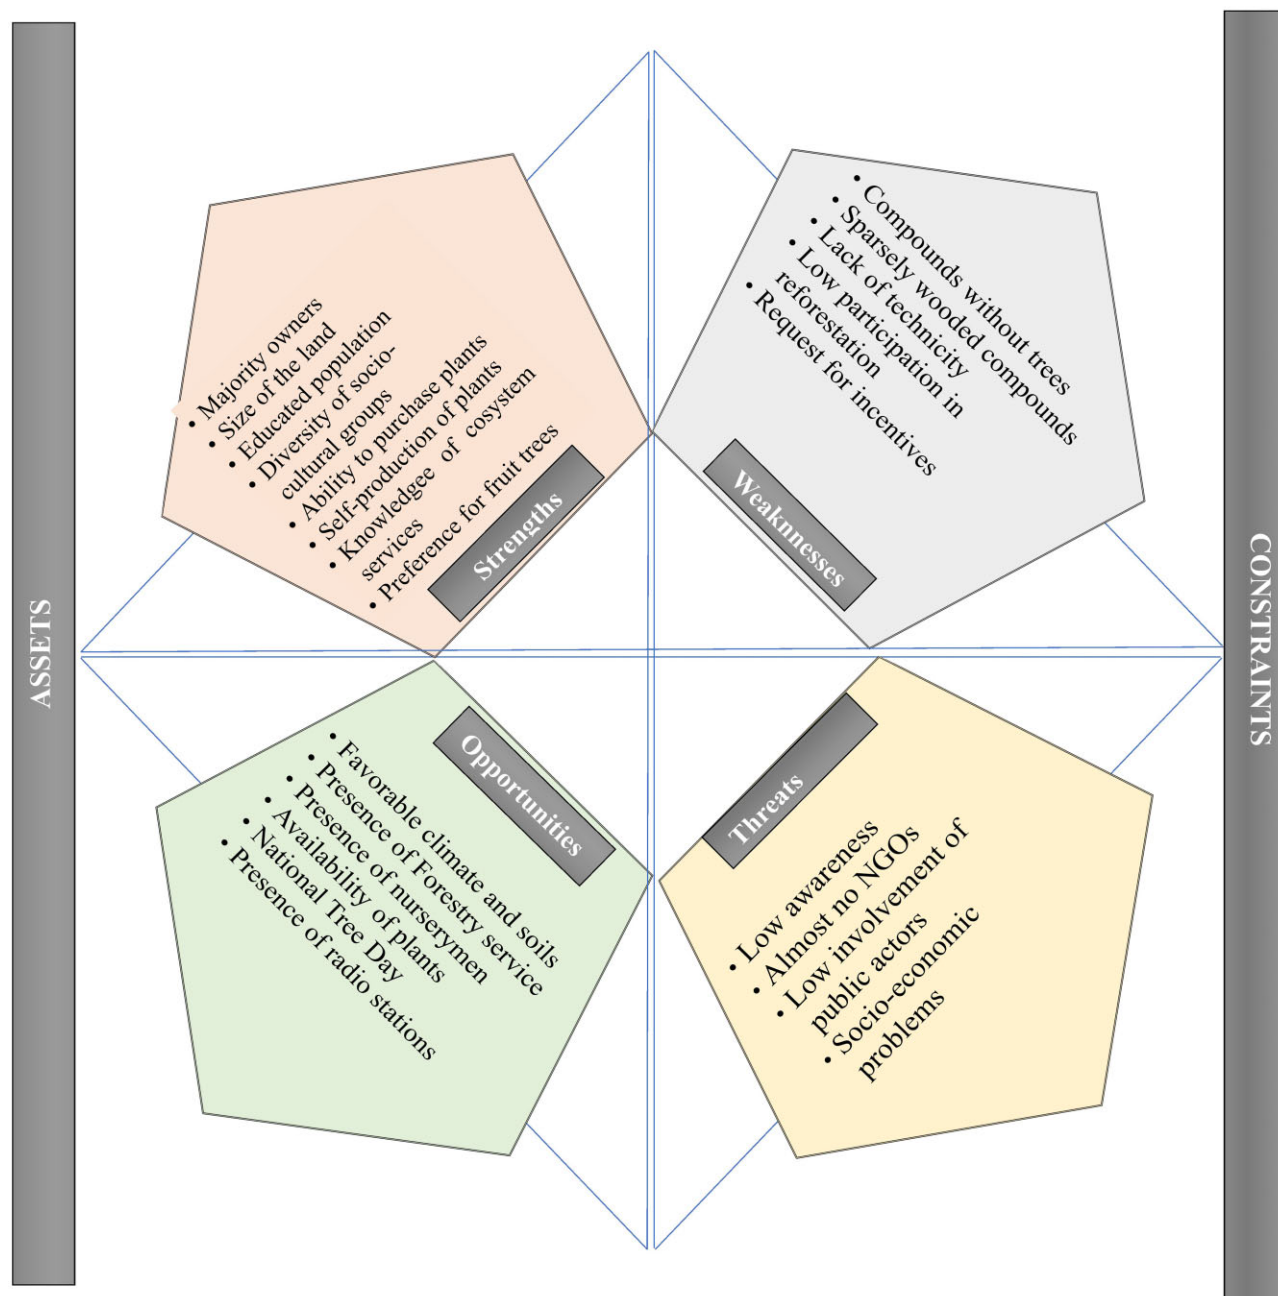 ASSETS
• Majority owners
• Size of the land
• Educated population
• Diversity of socio-
cultural groups
• Ability to purchase plants
• Self-production of plants
• Knowledgee of cosystem
services
• Preference for fruit trees
Strengths
• Compounds without trees
• Sparsely wooded compounds
• Lack of technicity
• Low participation in
reforestation
• Request for incentives
Weaknnesses
Opportunities
• Favorable climate and soils
• Presence of Forestry service
• Presence of nurserymen
• Availability of plants
• National Tree Day
• Presence of radio stations
Threats
• Low awareness
• Almost no NGOs
• Low involvement of
public actors
• Socio-economic
problems
CONSTRAINTS